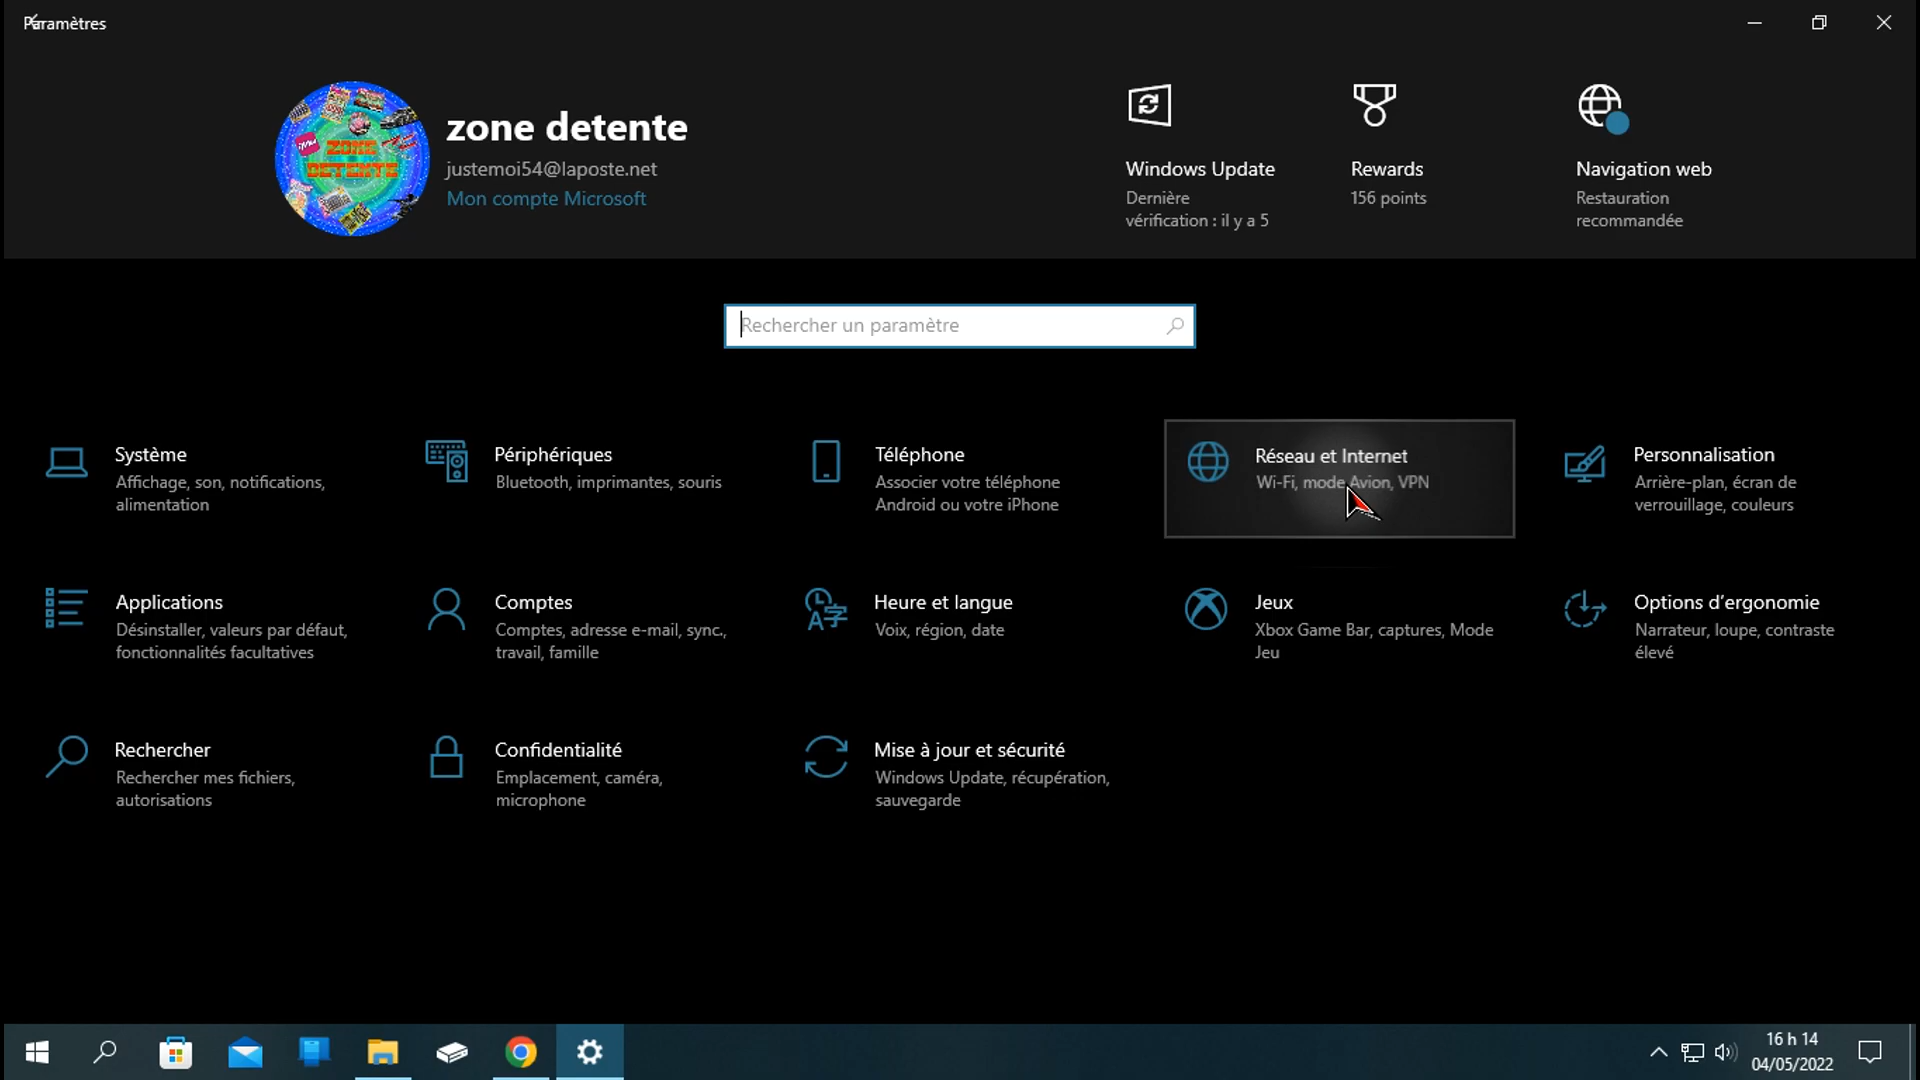 Paramètres
zone detente
justemoi54@laposte.net
Mon compte Microsoft
ZONE
DETENTE
Windows Update
Dernière
vérification : il y a 5
Rewards
156 points
Navigation web
Restauration
recommandée
Rechercher un paramètre
Système
Affichage, son, notifications,
alimentation
Périphériques
Bluetooth, imprimantes, souris
Téléphone
Associer votre téléphone
Android ou votre iPhone
Réseau et Internet
Wi-Fi, mode Avion, VPN
Personnalisation
Arrière-plan, écran de
verrouillage, couleurs
Applications
Désinstaller, valeurs par défaut,
fonctionnalités facultatives
Comptes
Comptes, adresse e-mail, sync.,
travail, famille
Heure et langue
Voix, région, date
Jeux
Xbox Game Bar, captures, Mode
Jeu
Options d'ergonomie
Narrateur, loupe, contraste
élevé
Rechercher
Rechercher mes fichiers,
autorisations
Confidentialité
Emplacement, caméra,
microphone
Mise à jour et sécurité
Windows Update, récupération,
sauvegarde
16 h 14
04/05/2022